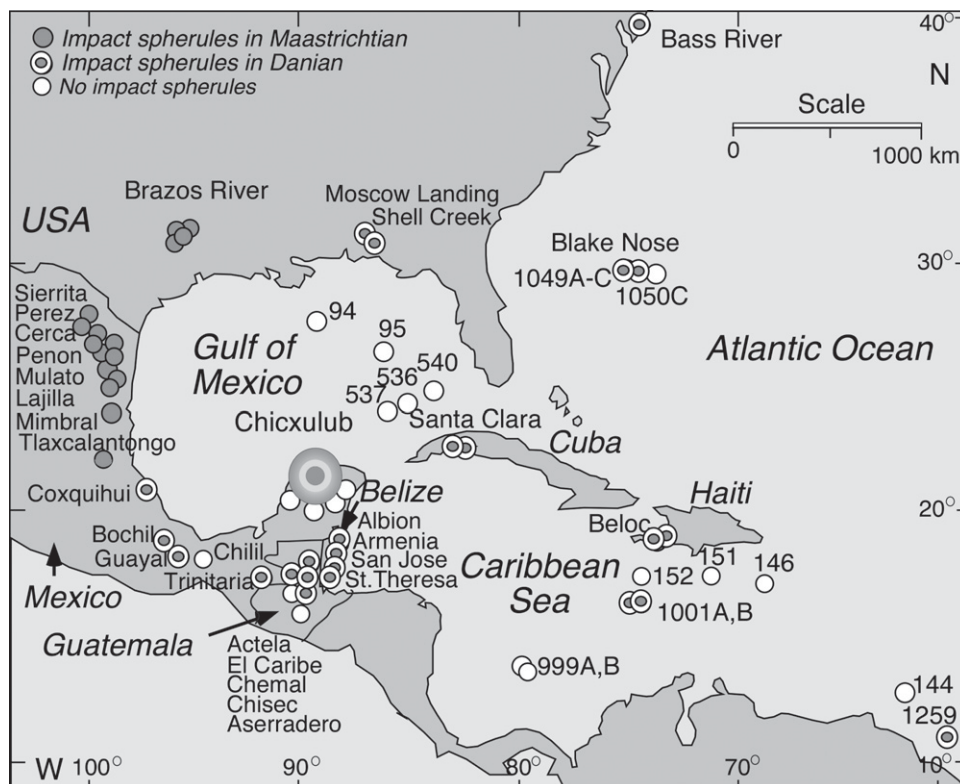 Impact spherules in Maastrichtian
Impact spherules in Danian
No impact spherules
40°
Bass River
N
Scale
0 1000 km
Brazos River
Moscow Landing
Shell Creek
USA
Blake Nose
1049A-C
1050C
30°
Sierrita
Perez
Cerca
Penon
Mulato
Lajilla
Mimbral
Tlaxcalantongo
94
95
Gulf of
Mexico
540
536
537
Atlantic Ocean
Chicxulub
Santa Clara
Cuba
Coxquihui
Belize
Haiti
20°
Bochil
Guayal
Chilil
Trinitaria
Albion
Armenia
San Jose
St.Theresa
Beloc
Caribbean
Sea
152
151
146
1001A,B
Mexico
Guatemala
Actela
El Caribe
Chemal
Chisec
Aserradero
999A,B
144
1259
W 100° 90° 80° 70° 10°